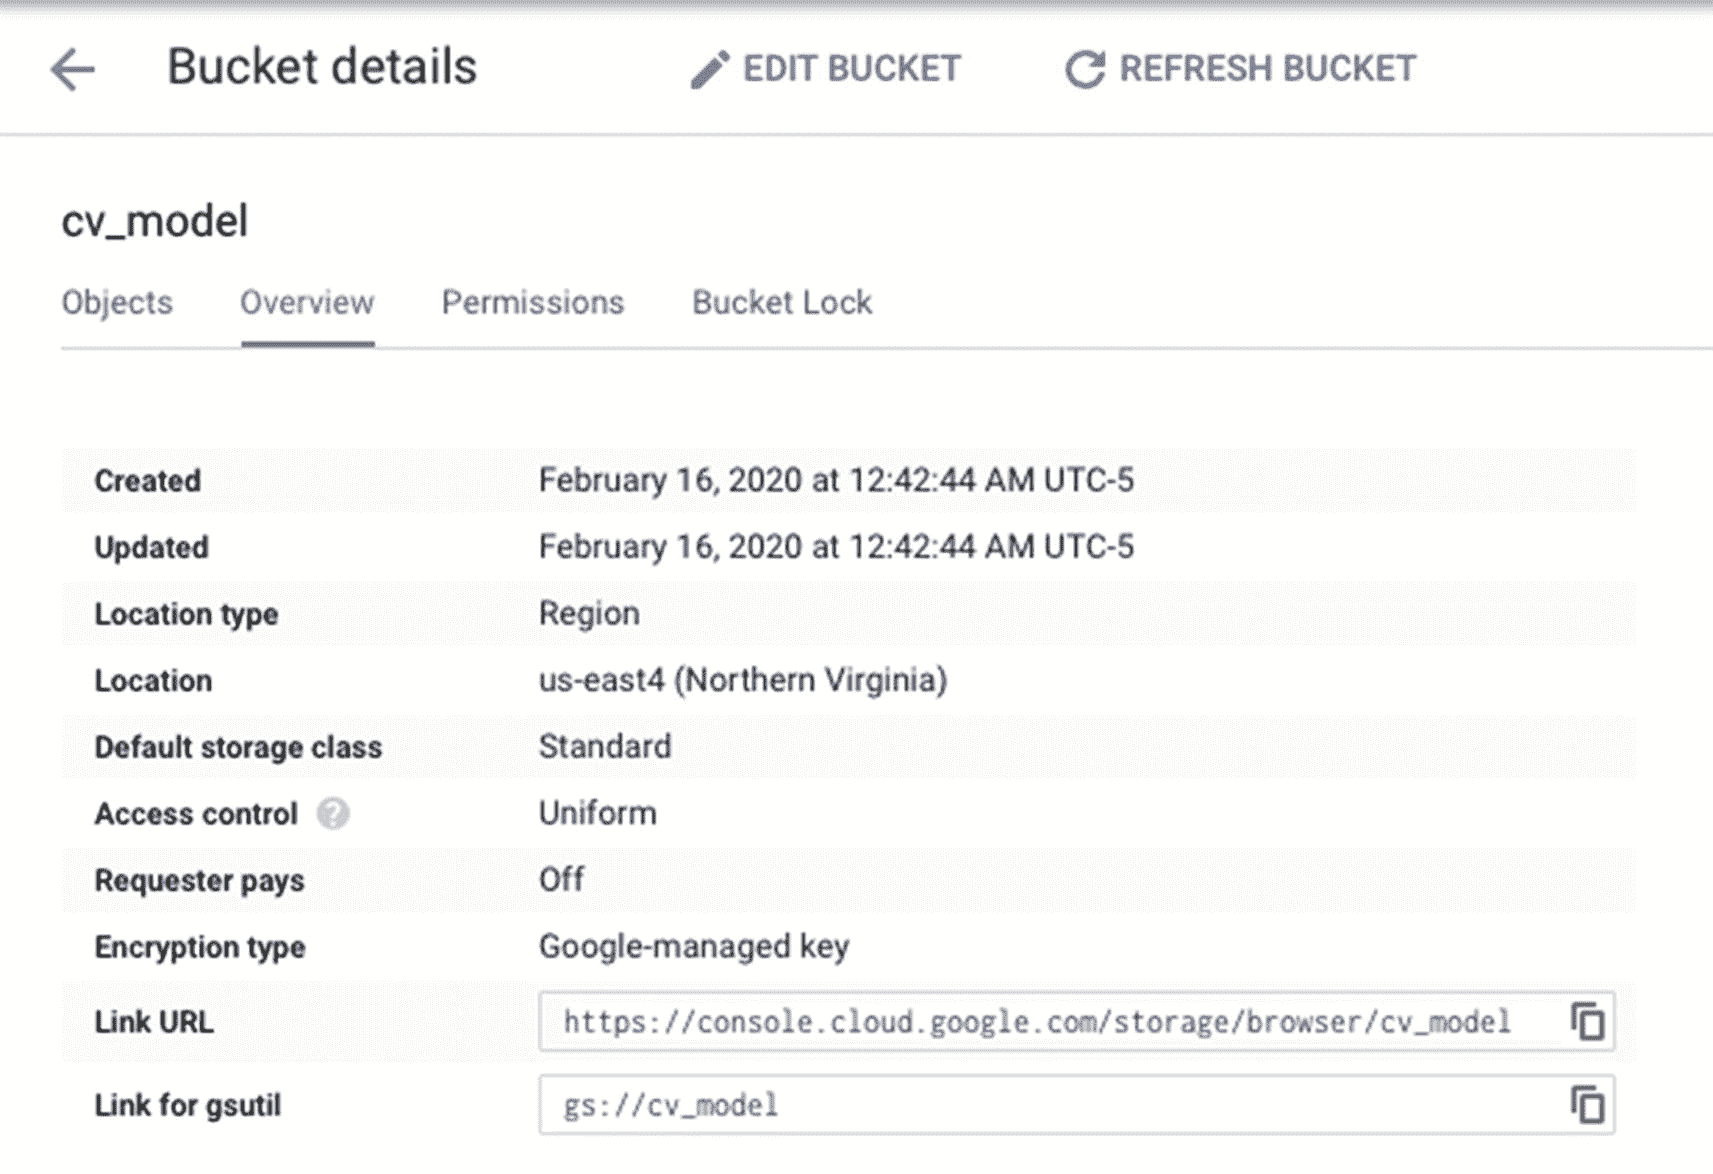 Bucket details EDIT BUCKET REFRESH BUCKET
cv_model
Objects Overview Permissions Bucket Lock
Created February 16, 2020 at 12:42:44 AM UTC-5
Updated February 16, 2020 at 12:42:44 AM UTC-5
Location type Region
Location us-east4 (Northern Virginia)
Default storage class Standard
Access control ? Uniform
Requester pays Off
Encryption type Google-managed key
Link URL https://console.cloud.google.com/storage/browser/cv_model
Link for gsutil gs://cv_model